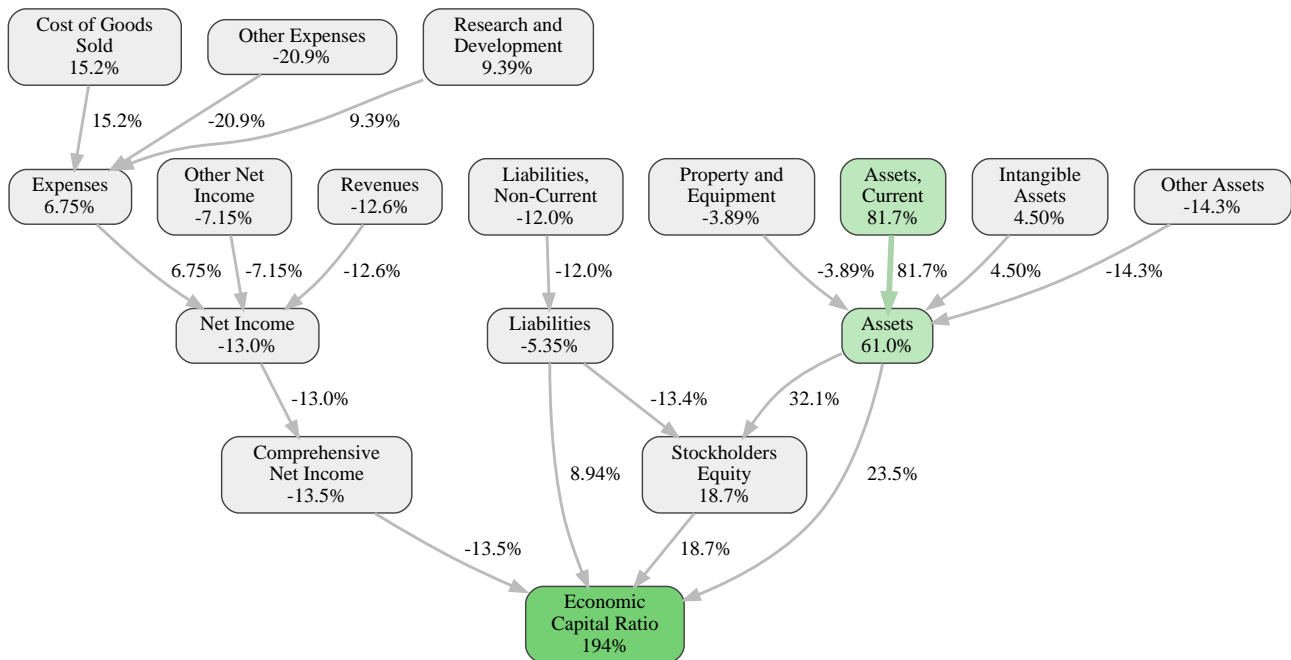 Cost of Goods
Sold
15.2%
Other Expenses
-20.9%
Research and
Development
9.39%
15.2%
-20.9%
9.39%
Expenses
6.75%
Other Net
Income
-7.15%
Revenues
-12.6%
Liabilities,
Non-Current
-12.0%
Property and
Equipment
-3.89%
Assets,
Current
81.7%
Intangible
Assets
4.50%
Other Assets
-14.3%
6.75%
-7.15%
-12.6%
-12.0%
-3.89%
81.7%
4.50%
-14.3%
Net Income
-13.0%
Liabilities
-5.35%
Assets
61.0%
-13.0%
-13.4%
32.1%
Comprehensive
Net Income
-13.5%
8.94%
Stockholders
Equity
18.7%
23.5%
-13.5%
18.7%
Economic
Capital Ratio
194%